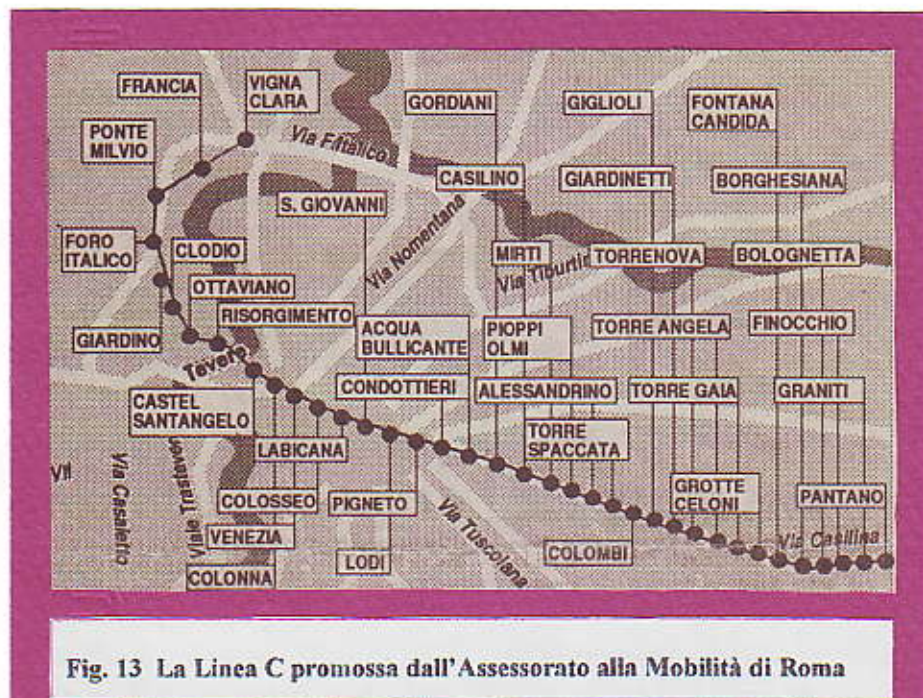 VIGNA
CLARA
FRANCIA
GORDIANI
GIGLIOLI
FONTANA
CANDIDA
PONTE
MILVIO
Via F. Italico
CASILINO
GIARDINETTI
BORGHESIANA
S. GIOVANNI
Via Nomentana
FORO
ITALICO
CLODIO
MIRTI
Via Tiburtin
TORRENOVA
BOLOGNETTA
OTTAVIANO
RISORGIMENTO
GIARDINO
ACQUA
BULLICANTE
PIOPPI
OLMI
TORRE ANGELA
FINOCCHIO
Tevere
CONDOTTIERI
ALESSANDRINO
TORRE GAIA
GRANITI
CASTEL
SANTANGELO
LABICANA
TORRE
SPACCATA
Via Casaletto
Viale Trastever
COLOSSEO
PIGNETO
GROTTE
CELONI
PANTANO
VENEZIA
Via Tuscolana
Via Casilina
LODI
COLOMBI
COLONNA
Fig. 13 La Linea C promossa dall'Assessorato alla Mobilità di Roma